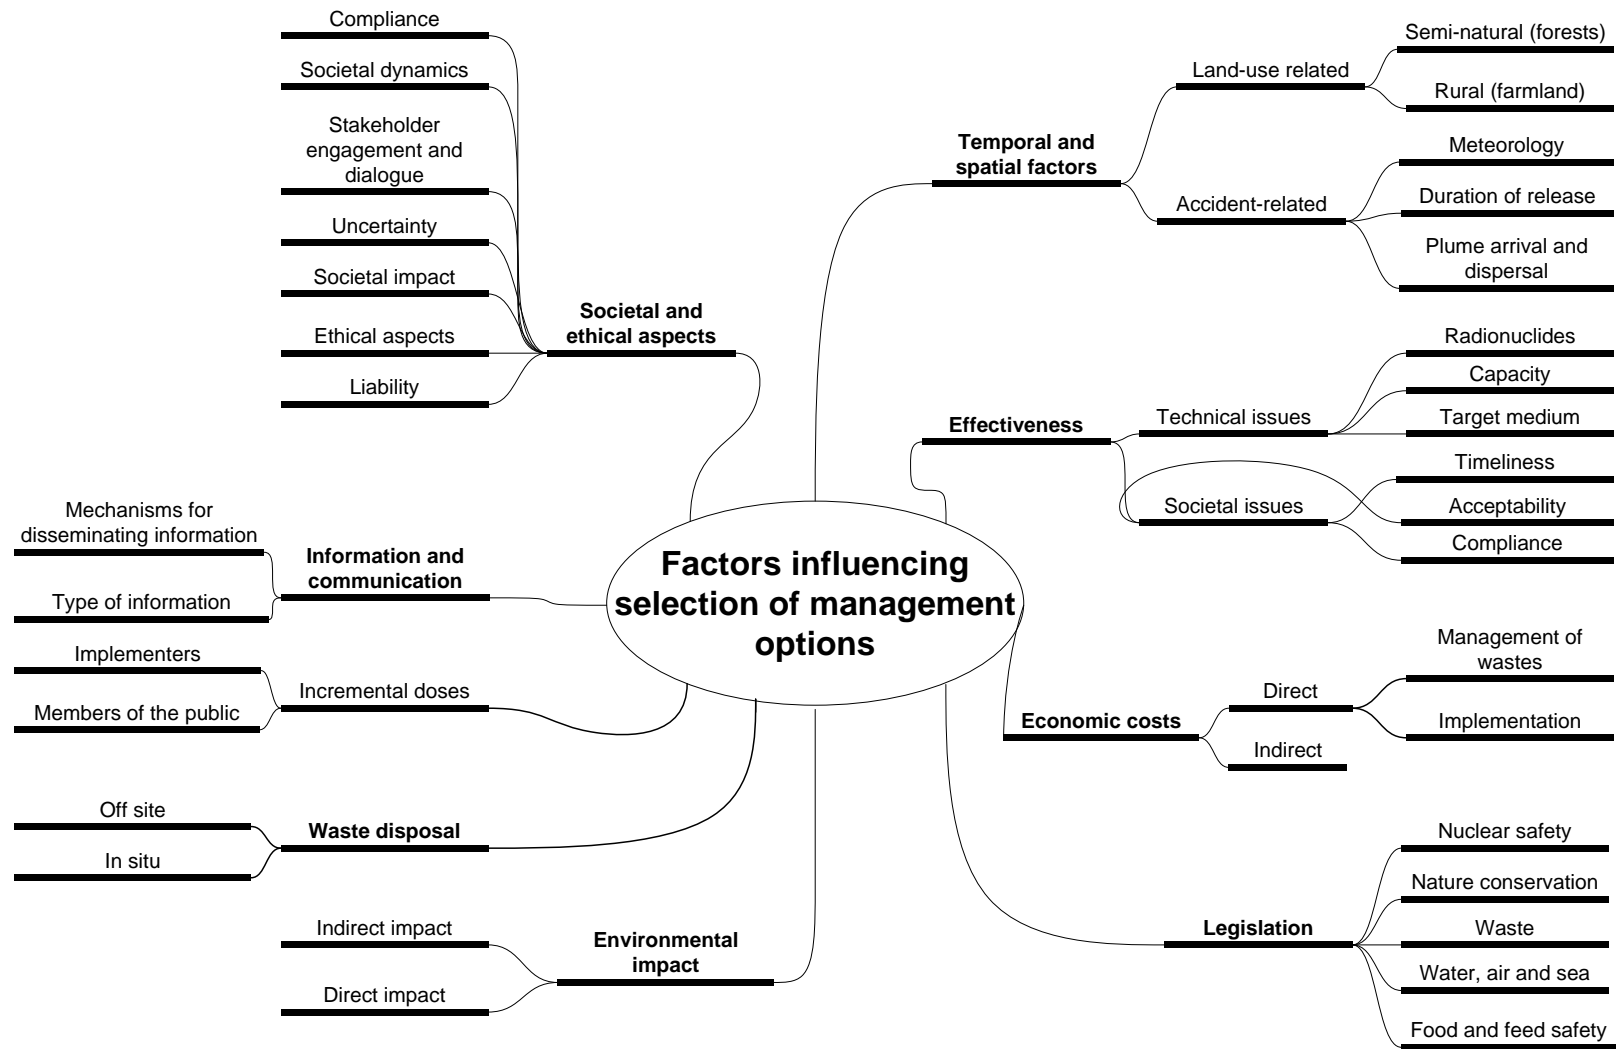 Compliance
Societal dynamics
Stakeholder
engagement and
dialogue
Uncertainty
Societal impact
Ethical aspects
Liability
Societal and
ethical aspects
Mechanisms for
disseminating information
Type of information
Information and
communication
Implementers
Members of the public
Incremental doses
Off site
In situ
Waste disposal
Indirect impact
Direct impact
Environmental
impact
Factors influencing
selection of management
options
Temporal and
spatial factors
Land-use related
Semi-natural (forests)
Rural (farmland)
Accident-related
Meteorology
Duration of release
Plume arrival and
dispersal
Effectiveness
Technical issues
Radionuclides
Capacity
Target medium
Societal issues
Timeliness
Acceptability
Compliance
Economic costs
Direct
Management of
wastes
Implementation
Indirect
Legislation
Nuclear safety
Nature conservation
Waste
Water, air and sea
Food and feed safety